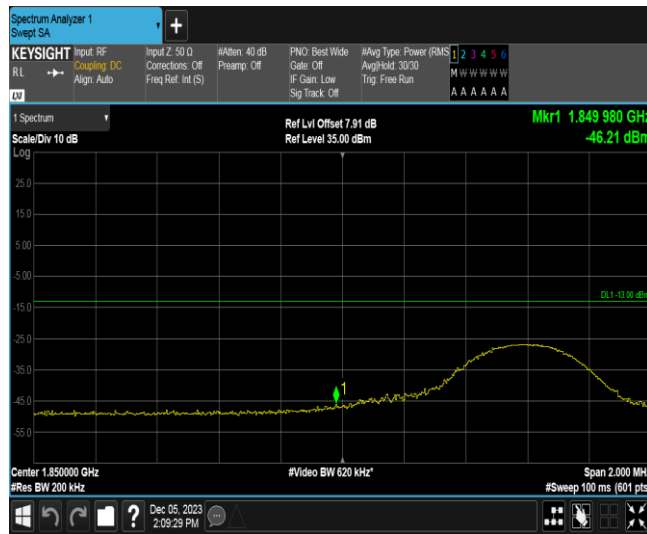 Spectrum Analyzer 1
Swept SA
+
KEYSIGHT
RL
LXI
Input: RF
Coupling: DC
Align: Auto
Input Z: 50 Ω
Corrections: Off
Freq Ref: Int (S)
#Atten: 40 dB
Preamp: Off
PNO: Best Wide
Gate: Off
IF Gain: Low
Sig Track: Off
#Avg Type: Power (RMS
Avg|Hold: 30/30
Trig: Free Run
1 2 3 4 5 6
M W W W W W
A A A A A A
1 Spectrum
Scale/Div 10 dB
Log
Ref Lvl Offset 7.91 dB
Ref Level 35.00 dBm
Mkr1 1.849 980 GHz
-46.21 dBm
25.0
15.0
5.00
-5.00
DL1 -13.00 dBm
-15.0
-25.0
-35.0
1
-45.0
-55.0
Center 1.850000 GHz
#Video BW 620 kHz*
Span 2.000 MHz
#Res BW 200 kHz
#Sweep 100 ms (601 pts
?
Dec 05, 2023
2:09:29 PM